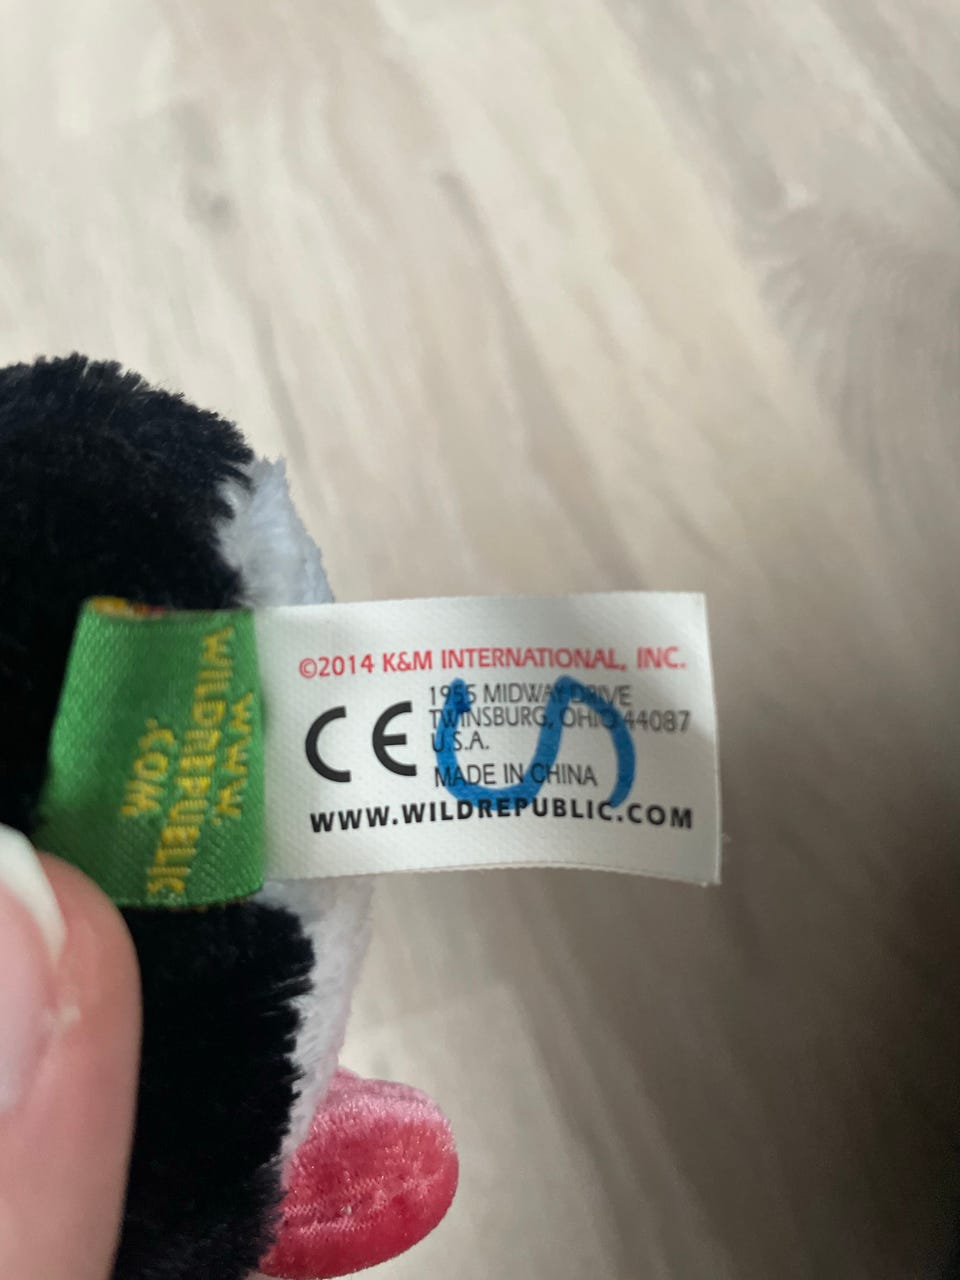 ©2014 K&M INTERNATIONAL, INC.
CE
1955 MIDWAY DRIVE
TWINSBURG, OHIO 44087
U.S.A.
MADE IN CHINA
WWW.WILDREPUBLIC.COM
WWW.
WILDREPUBLIC
.COM
S